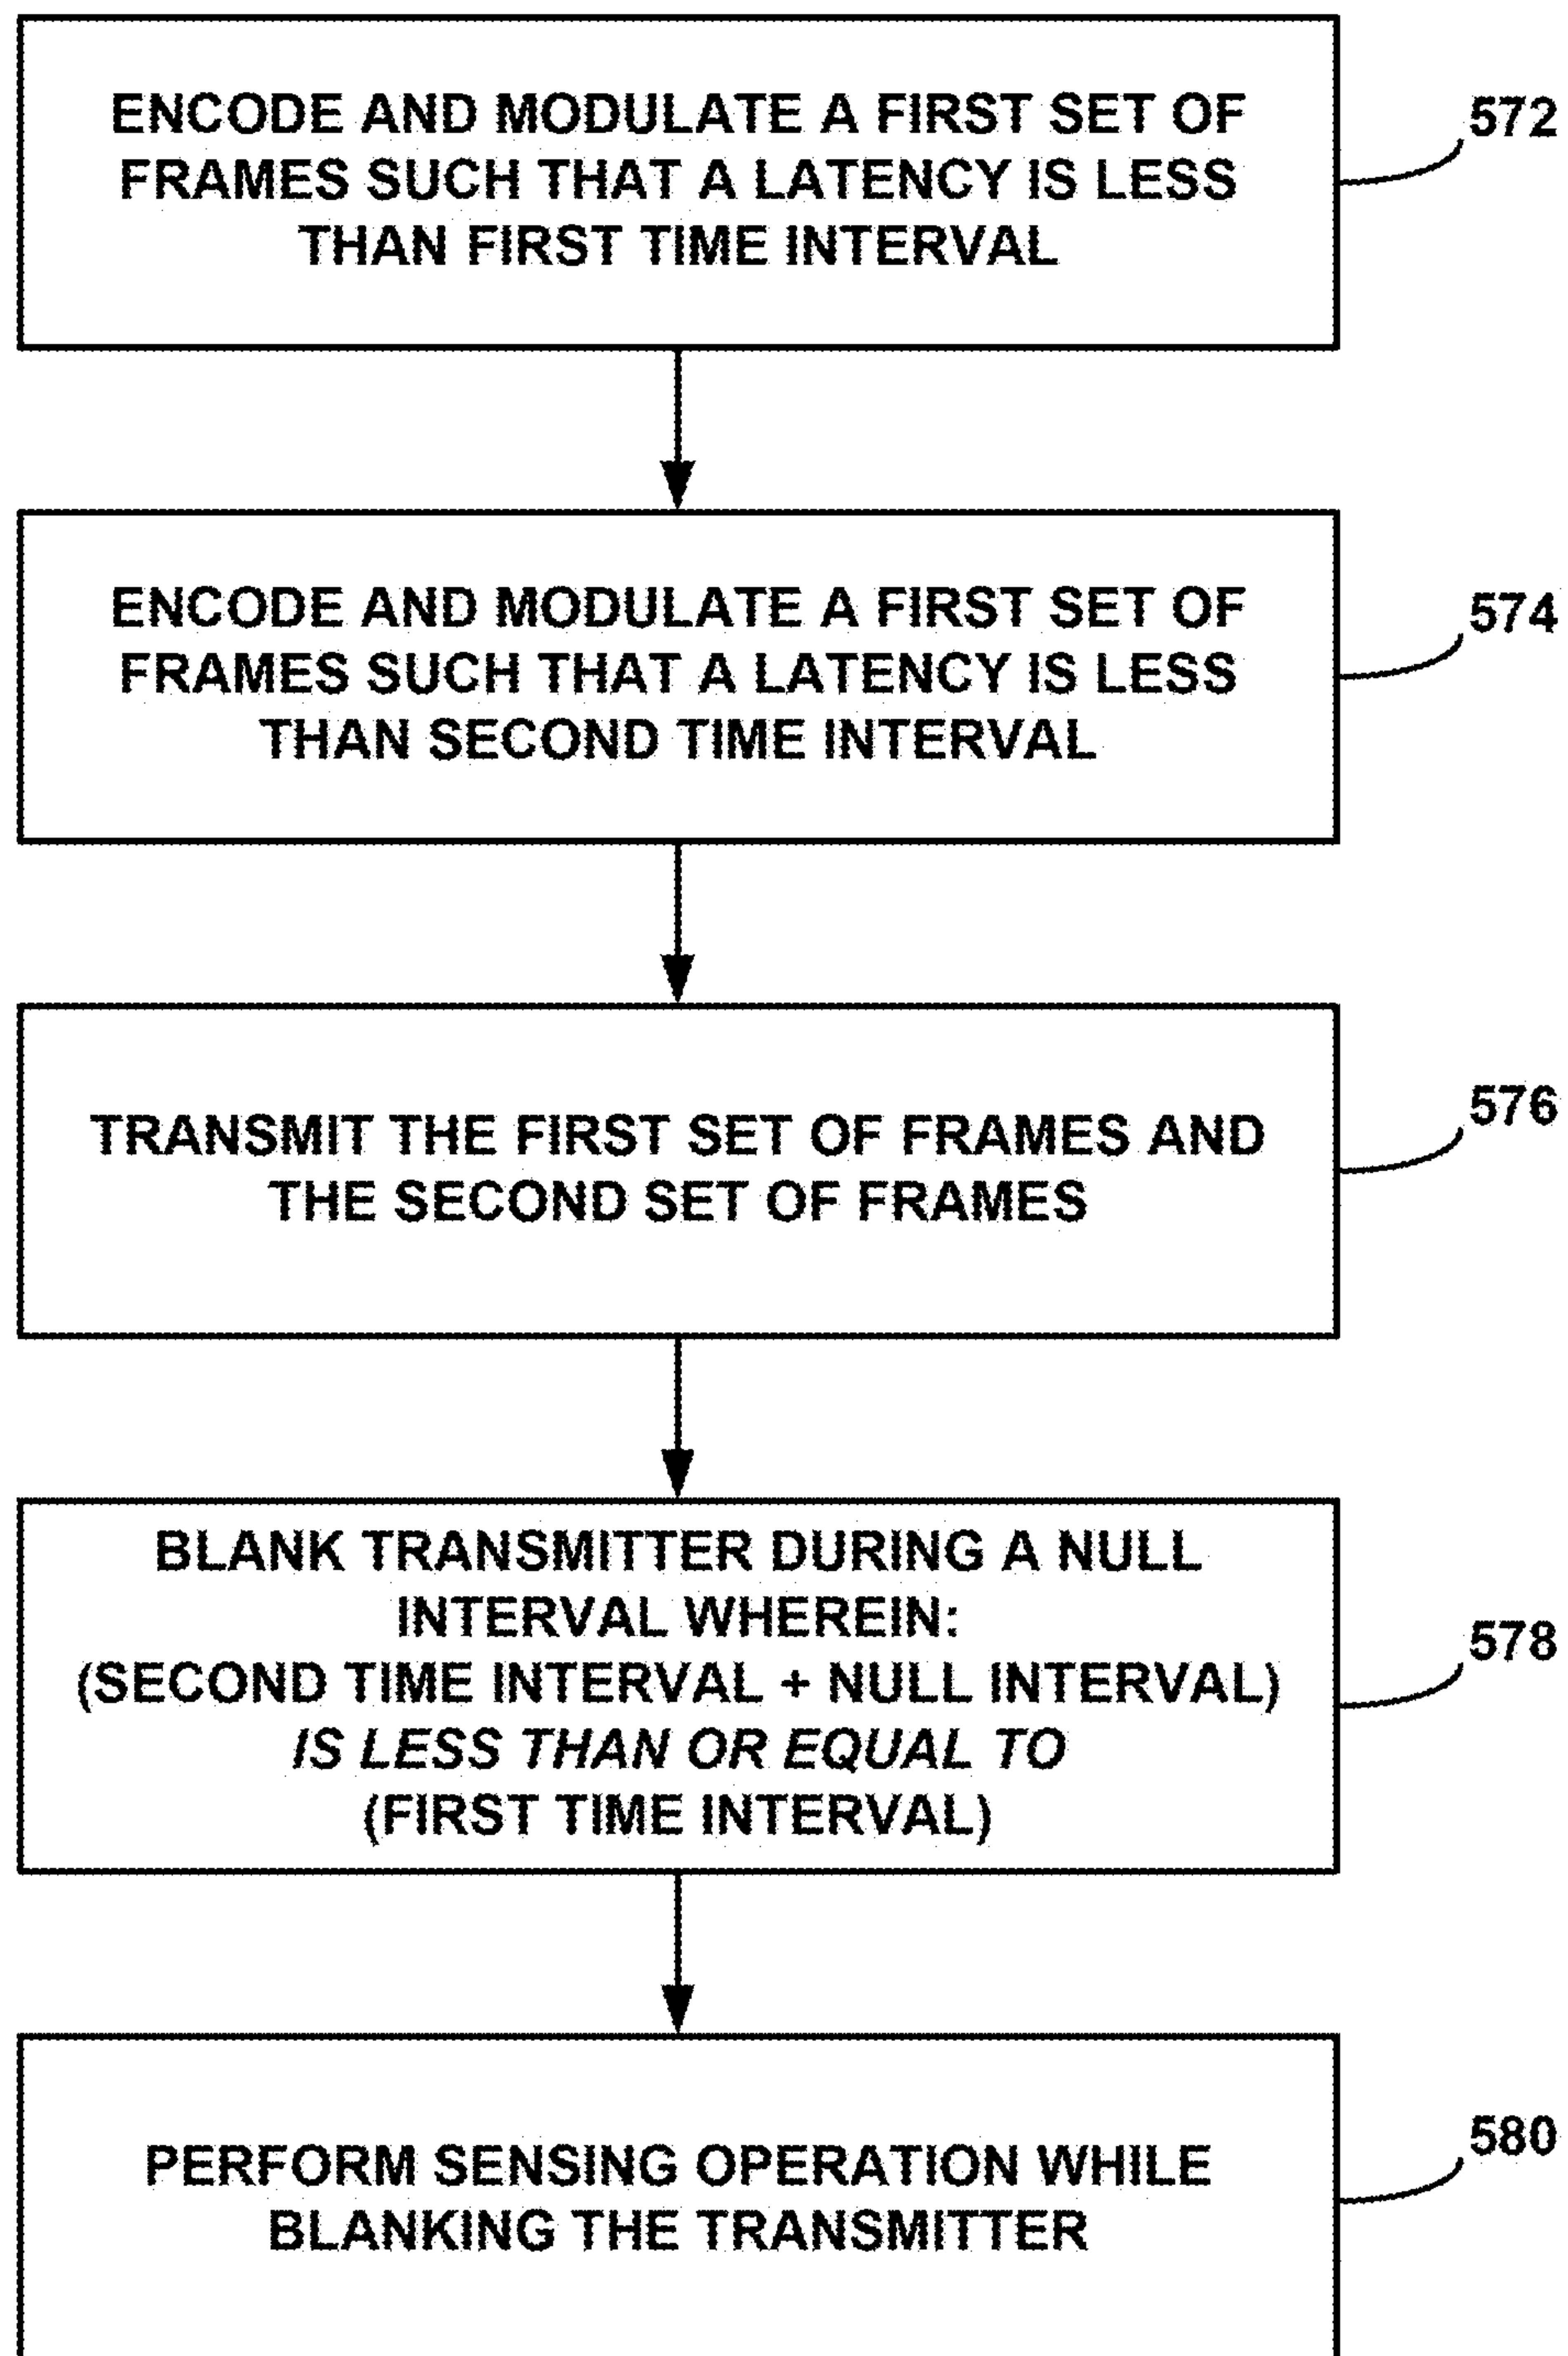 ENCODE AND MODULATE A FIRST SET OF
FRAMES SUCH THAT A LATENCY IS LESS
THAN FIRST TIME INTERVAL
572
ENCODE AND MODULATE A FIRST SET OF
FRAMES SUCH THAT A LATENCY IS LESS
THAN SECOND TIME INTERVAL
574
TRANSMIT THE FIRST SET OF FRAMES AND
THE SECOND SET OF FRAMES
576
BLANK TRANSMITTER DURING A NULL
INTERVAL WHEREIN:
(SECOND TIME INTERVAL + NULL INTERVAL)
IS LESS THAN OR EQUAL TO
(FIRST TIME INTERVAL)
578
PERFORM SENSING OPERATION WHILE
BLANKING THE TRANSMITTER
580